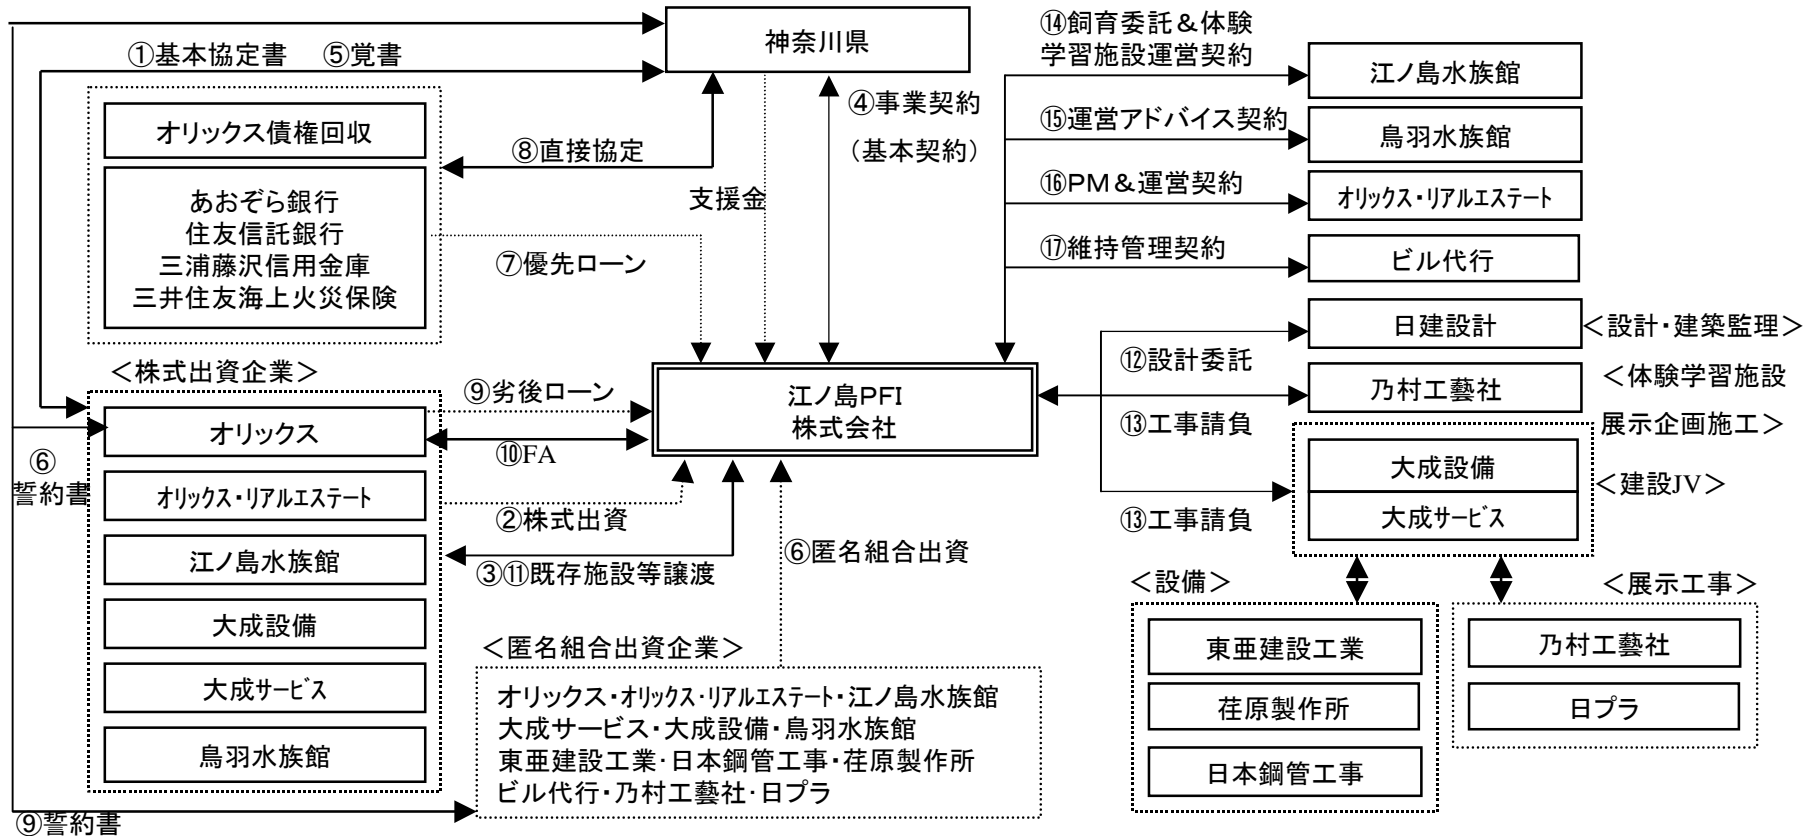 神奈川県
①基本協定書 ⑤覚書
オリックス債権回収
あおぞら銀行
住友信託銀行
三浦藤沢信用金庫
三井住友海上火災保険
⑧直接協定
支援金
④事業契約
（基本契約）
⑦優先ローン
⑭飼育委託＆体験
学習施設運営契約
江ノ島水族館
⑮運営アドバイス契約
鳥羽水族館
⑯ＰＭ＆運営契約
オリックス・リアルエステート
⑰維持管理契約
ビル代行
日建設計
＜設計・建築監理＞
⑫設計委託
乃村工藝社
＜体験学習施設
展示企画施工＞
⑬工事請負
大成設備
大成サービス
＜建設JV＞
⑬工事請負
＜株式出資企業＞
オリックス
オリックス・リアルエステート
江ノ島水族館
大成設備
大成サービス
鳥羽水族館
⑥
誓約書
⑨劣後ローン
⑩FA
江ノ島PFI
株式会社
②株式出資
③⑪既存施設等譲渡
⑥匿名組合出資
＜匿名組合出資企業＞
オリックス・オリックス・リアルエステート・江ノ島水族館
大成サービス・大成設備・鳥羽水族館
東亜建設工業・日本鋼管工事・荏原製作所
ビル代行・乃村工藝社・日プラ
⑨誓約書
＜設備＞
東亜建設工業
荏原製作所
日本鋼管工事
＜展示工事＞
乃村工藝社
日プラ